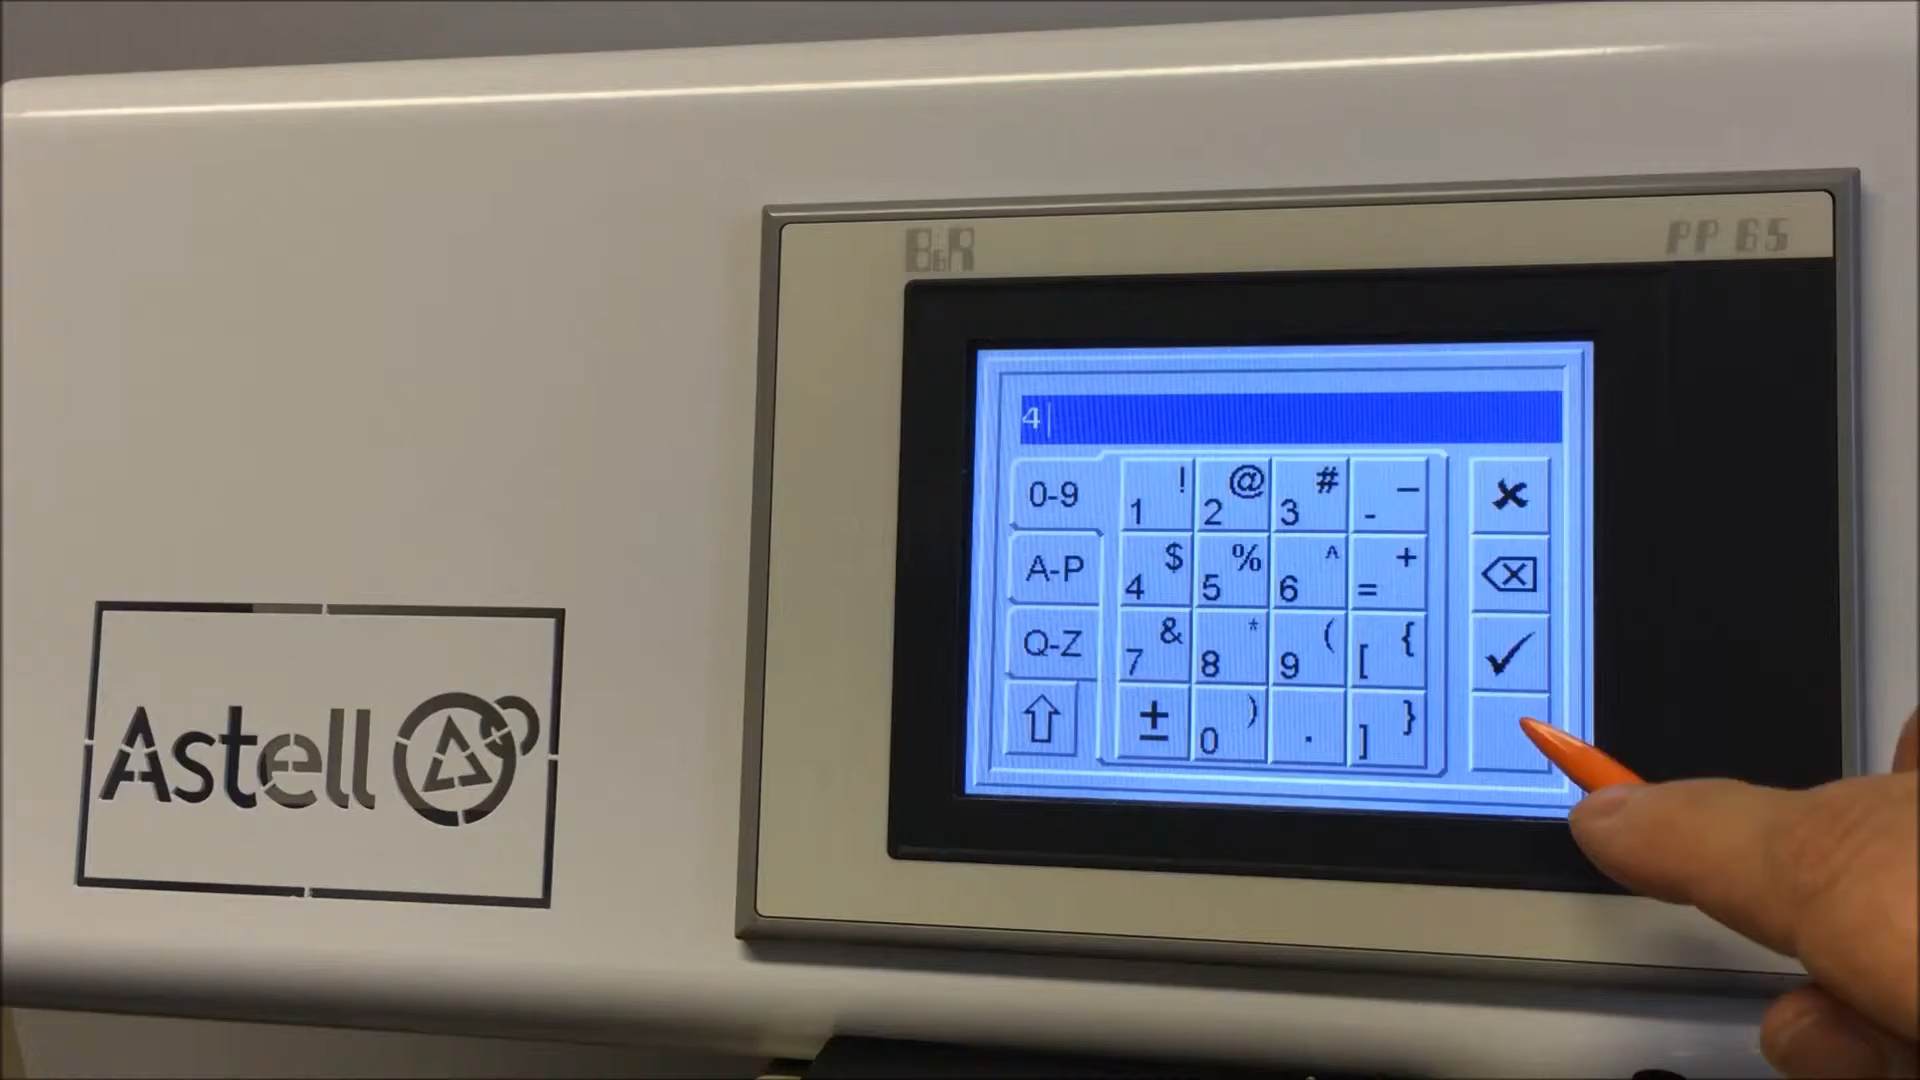 B&R
PP 65
4
0-9 1 ! 2 @ 3 # - _
A-P 4 $ 5 % 6 ^ = +
Q-Z 7 & 8 * 9 ( [ {
± 0 ) . ] }
Astell